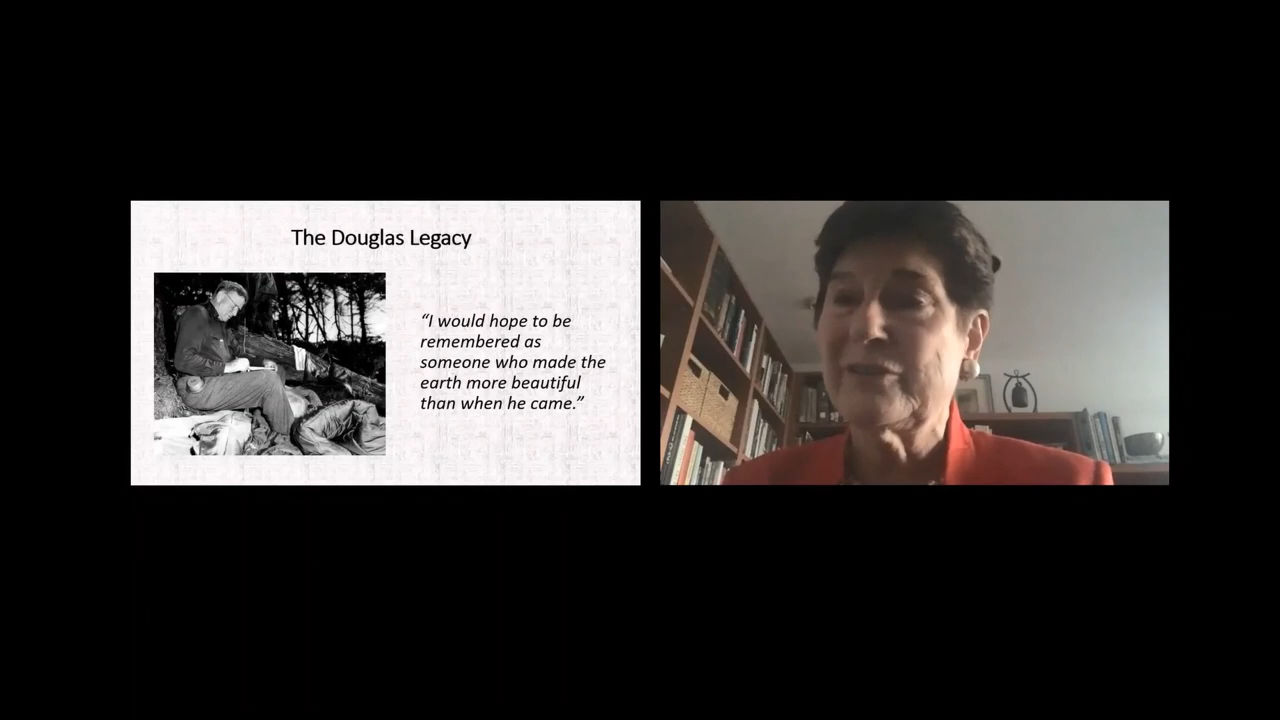 The Douglas Legacy
“I would hope to be
remembered as
someone who made the
earth more beautiful
than when he came.”